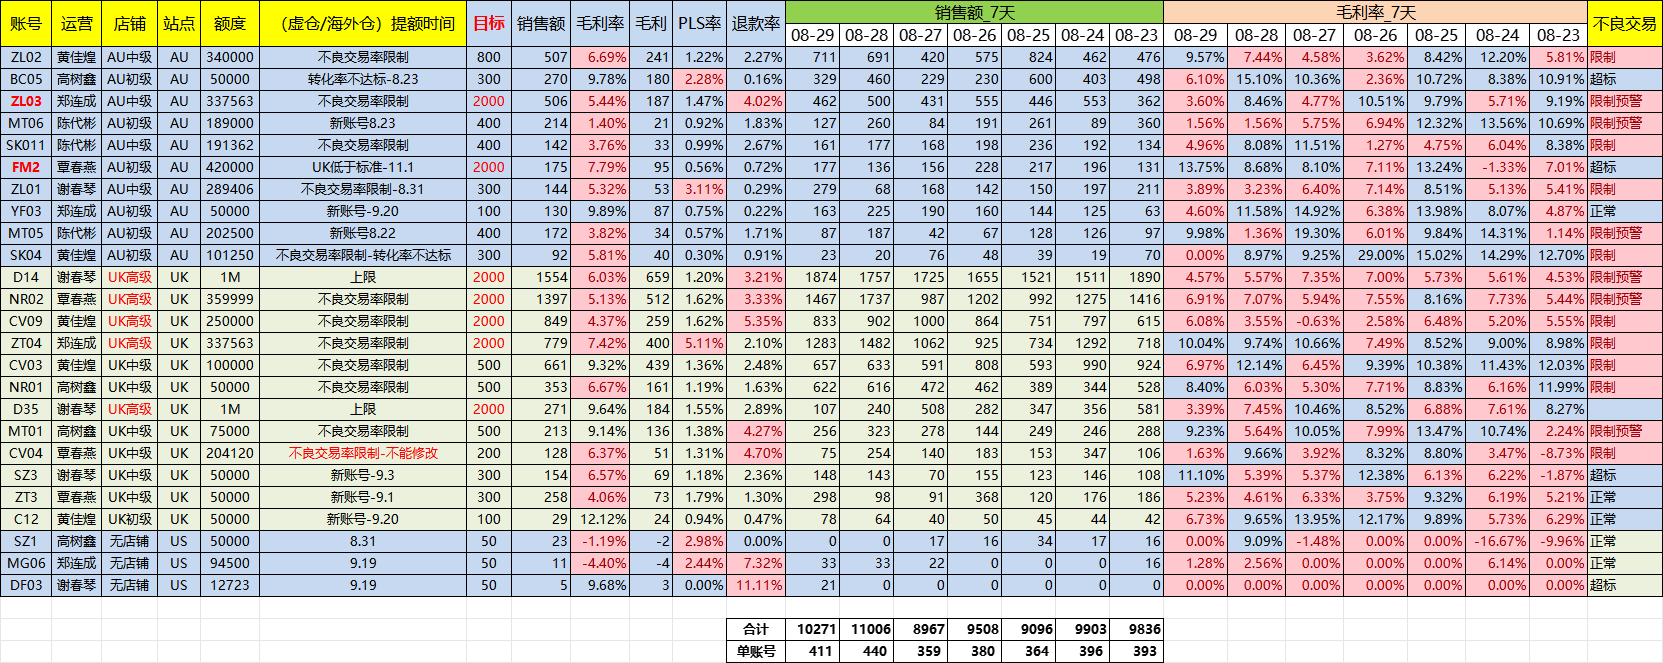 账号 运营 店铺 站点 额度 （虚仓/海外仓）提额时间 目标 销售额 毛利率 毛利 PLS率 退款率 销售额_7天 毛利率_7天 不良交易
08-29 08-28 08-27 08-26 08-25 08-24 08-23 08-29 08-28 08-27 08-26 08-25 08-24 08-23
ZL02 黄佳煌 AU中级 AU 340000 不良交易率限制 800 507 6.69% 241 1.22% 2.27% 711 691 420 575 824 462 476 9.57% 7.44% 4.58% 3.62% 8.42% 12.20% 5.81% 限制
BC05 高树鑫 AU初级 AU 50000 转化率不达标-8.23 300 270 9.78% 180 2.28% 0.16% 329 460 229 230 600 403 498 6.10% 15.10% 10.36% 2.36% 10.72% 8.38% 10.91% 超标
ZL03 郑连成 AU中级 AU 337563 不良交易率限制 2000 506 5.44% 187 1.47% 4.02% 462 500 431 555 446 553 362 3.60% 8.46% 4.77% 10.51% 9.79% 5.71% 9.19% 限制预警
MT06 陈代彬 AU初级 AU 189000 新账号8.23 400 214 1.40% 21 0.92% 1.83% 127 260 84 191 261 89 360 1.56% 1.56% 5.75% 6.94% 12.32% 13.56% 10.69% 限制预警
SK011 陈代彬 AU中级 AU 191362 不良交易率限制 400 142 3.76% 33 0.99% 2.67% 161 177 168 198 236 192 134 4.96% 8.08% 11.51% 1.27% 4.75% 6.04% 8.38% 限制
FM2 覃春燕 AU初级 AU 420000 UK低于标准-11.1 2000 175 7.79% 95 0.56% 0.72% 177 136 156 228 217 196 131 13.75% 8.68% 8.10% 7.11% 13.24% -1.33% 7.01% 超标
ZL01 谢春琴 AU中级 AU 289406 不良交易率限制-8.31 300 144 5.32% 53 3.11% 0.29% 279 68 168 142 150 197 211 3.89% 3.23% 6.40% 7.14% 8.51% 5.13% 5.41% 限制
YF03 郑连成 AU初级 AU 50000 新账号-9.20 100 130 9.89% 87 0.75% 0.22% 163 225 190 160 144 125 63 4.60% 11.58% 14.92% 6.38% 13.98% 8.07% 4.87% 正常
MT05 陈代彬 AU初级 AU 202500 新账号8.22 400 172 3.82% 34 0.57% 1.71% 87 187 42 67 128 126 97 9.98% 1.36% 19.30% 6.01% 9.84% 14.31% 1.14% 限制预警
SK04 黄佳煌 AU初级 AU 101250 不良交易率限制-转化率不达标 300 92 5.81% 40 0.30% 0.91% 23 20 76 48 39 19 70 0.00% 8.97% 9.25% 29.00% 15.02% 14.29% 12.70% 限制
D14 谢春琴 UK高级 UK 1M 上限 2000 1554 6.03% 659 1.20% 3.21% 1874 1757 1725 1655 1521 1511 1890 4.57% 5.57% 7.35% 7.00% 5.73% 5.61% 4.53% 限制预警
NR02 覃春燕 UK高级 UK 359999 不良交易率限制 2000 1397 5.13% 512 1.62% 3.33% 1467 1737 987 1202 992 1275 1416 6.91% 7.07% 5.94% 7.55% 8.16% 7.73% 5.44% 限制预警
CV09 黄佳煌 UK高级 UK 250000 不良交易率限制 2000 849 4.37% 259 1.62% 5.35% 833 902 1000 864 751 797 615 6.08% 3.55% -0.63% 2.58% 6.48% 5.20% 5.55% 限制
ZT04 郑连成 UK高级 UK 337563 不良交易率限制 2000 779 7.42% 400 5.11% 2.10% 1283 1482 1062 925 734 1292 718 10.04% 9.74% 10.66% 7.49% 8.52% 9.00% 8.98% 限制
CV03 黄佳煌 UK中级 UK 100000 不良交易率限制 500 661 9.32% 439 1.36% 2.48% 657 633 591 808 593 990 924 6.97% 12.14% 6.45% 9.39% 10.38% 11.43% 12.03% 限制
NR01 高树鑫 UK中级 UK 50000 不良交易率限制 500 353 6.67% 161 1.19% 1.63% 622 616 472 462 389 344 528 8.40% 6.03% 5.30% 7.71% 8.83% 6.16% 11.99% 限制
D35 谢春琴 UK高级 UK 1M 上限 2000 271 9.64% 184 1.55% 2.89% 107 240 508 282 347 356 581 3.39% 7.45% 10.46% 8.52% 6.88% 7.61% 8.27%
MT01 高树鑫 UK中级 UK 75000 不良交易率限制 500 213 9.14% 136 1.38% 4.27% 256 323 278 144 249 246 288 9.23% 5.64% 10.05% 7.99% 13.47% 10.74% 2.24% 限制预警
CV04 覃春燕 UK中级 UK 204120 不良交易率限制-不能修改 200 128 6.37% 51 1.31% 4.70% 75 254 140 183 153 347 106 1.63% 9.66% 3.92% 8.32% 8.80% 3.47% -8.73% 限制
SZ3 谢春琴 UK中级 UK 50000 新账号-9.3 300 154 6.57% 69 1.18% 2.36% 148 143 70 155 123 146 108 11.10% 5.39% 5.37% 12.38% 6.13% 6.22% -1.87% 超标
ZT3 覃春燕 UK中级 UK 50000 新账号-9.1 300 258 4.06% 73 1.79% 1.30% 298 98 91 368 120 176 186 5.23% 4.61% 6.33% 3.75% 9.32% 6.19% 5.21% 正常
C12 黄佳煌 UK初级 UK 50000 新账号-9.20 100 29 12.12% 24 0.94% 0.47% 78 64 40 50 45 44 42 6.73% 9.65% 13.95% 12.17% 9.89% 5.73% 6.29% 正常
SZ1 高树鑫 无店铺 US 50000 8.31 50 23 -1.19% -2 2.98% 0.00% 0 0 17 16 34 17 16 0.00% 9.09% -1.48% 0.00% 0.00% -16.67% -9.96% 正常
MG06 郑连成 无店铺 US 94500 9.19 50 11 -4.40% -4 2.44% 7.32% 33 33 22 0 0 0 16 1.28% 2.56% 0.00% 0.00% 0.00% 6.14% 0.00% 正常
DF03 谢春琴 无店铺 US 12723 9.19 50 5 9.68% 3 0.00% 11.11% 21 0 0 0 0 0 0 0.00% 0.00% 0.00% 0.00% 0.00% 0.00% 0.00% 超标
合计 10271 11006 8967 9508 9096 9903 9836
单账号 411 440 359 380 364 396 393